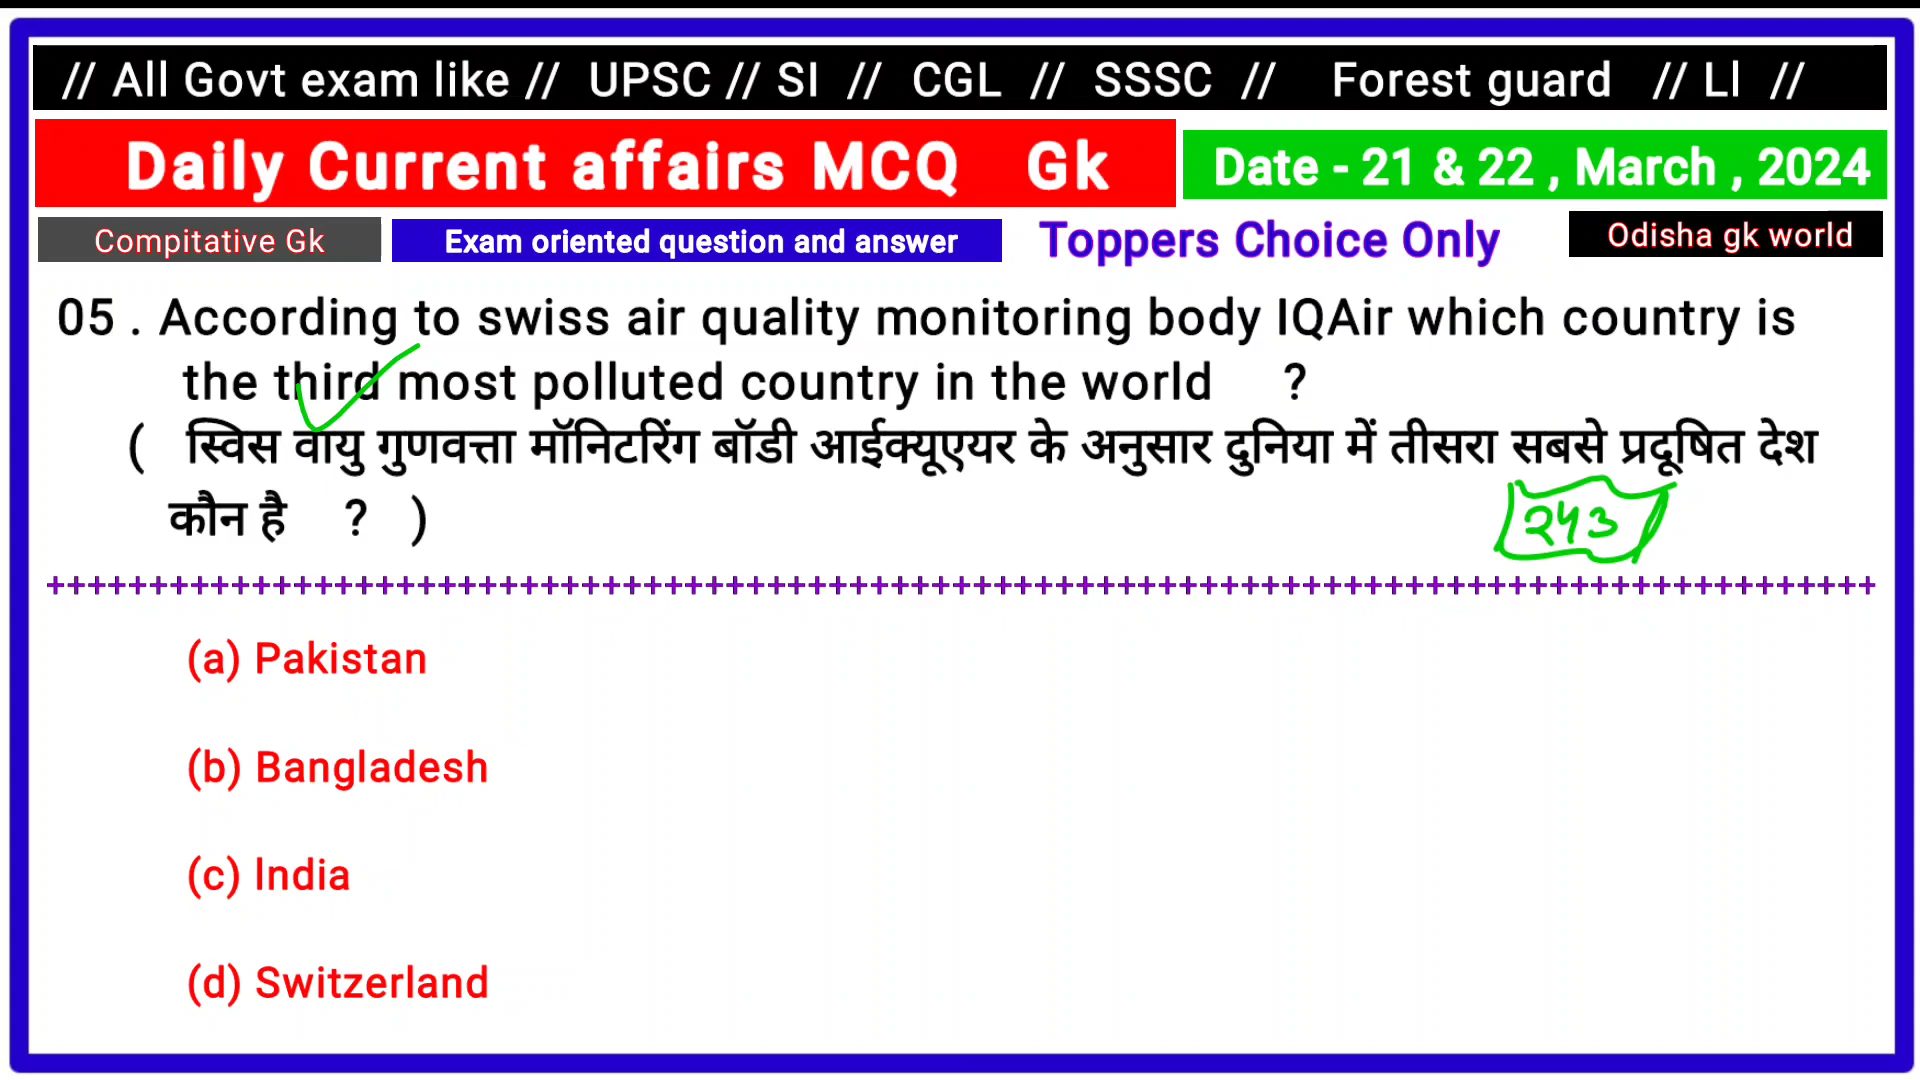 // All Govt exam like // UPSC // SI // CGL // SSSC // Forest guard // Ll //
Daily Current affairs MCQ Gk
Date - 21 & 22 , March , 2024
Compitative Gk
Exam oriented question and answer
Toppers Choice Only
Odisha gk world
05 . According to swiss air quality monitoring body IQAir which country is
the third most polluted country in the world ?
( स्विस वायु गुणवत्ता मॉनिटरिंग बॉडी आईक्यूएयर के अनुसार दुनिया में तीसरा सबसे प्रदूषित देश
कौन है ? )
243
++++++++++++++++++++++++++++++++++++++++++++++++++++++++++++++++++++++++++++++++++++++++++
(a) Pakistan
(b) Bangladesh
(c) India
(d) Switzerland